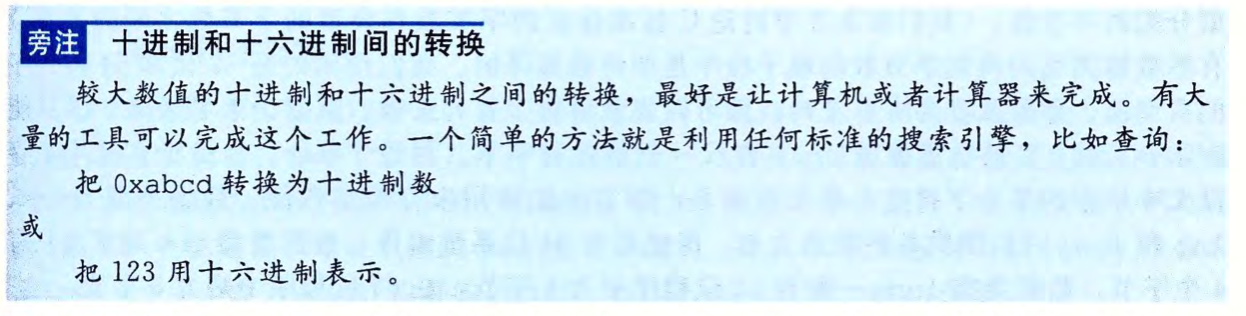 旁注 十进制和十六进制间的转换
较大数值的十进制和十六进制之间的转换，最好是让计算机或者计算器来完成。有大
量的工具可以完成这个工作。一个简单的方法就是利用任何标准的搜索引擎，比如查询：
把 0xabcd 转换为十进制数
或
把 123 用十六进制表示。